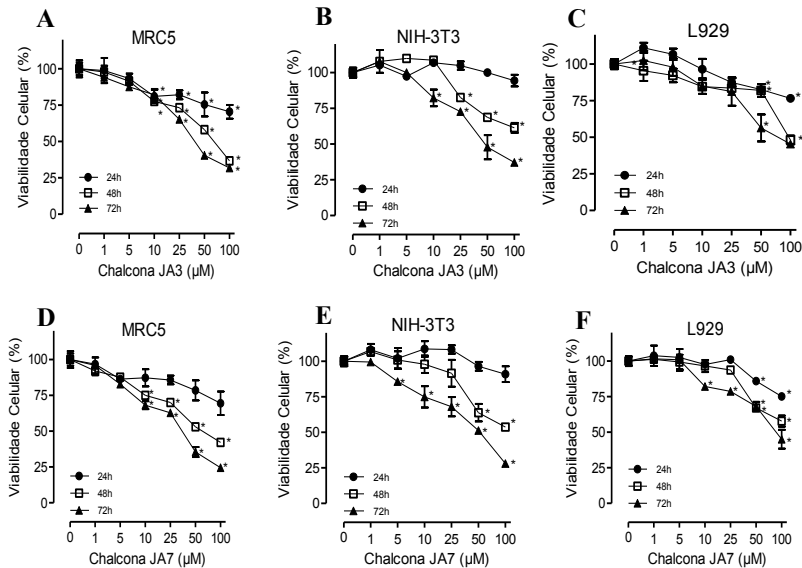 A
MRC5
Viabilidade Celular (%)
125
100
75
50
25
0
24h
48h
72h
0 1 5 10 25 50 100
Chalcona JA3 (µM)
B
NIH-3T3
Viabilidade Celular (%)
125
100
75
50
25
0
24h
48h
72h
0 1 5 10 25 50 100
Chalcona JA3 (µM)
C
L929
Viabilidade Celular (%)
125
100
75
50
25
0
24h
48h
72h
0 1 5 10 25 50 100
Chalcona JA3 (µM)
D
MRC5
Viabilidade Celular (%)
125
100
75
50
25
0
24h
48h
72h
0 1 5 10 25 50 100
Chalcona JA7 (µM)
E
NIH-3T3
Viabilidade Celular (%)
125
100
75
50
25
0
24h
48h
72h
0 1 5 10 25 50 100
Chalcona JA7 (µM)
F
L929
Viabilidade Celular (%)
125
100
75
50
25
0
24h
48h
72h
0 1 5 10 25 50 100
Chalcona JA7 (µM)